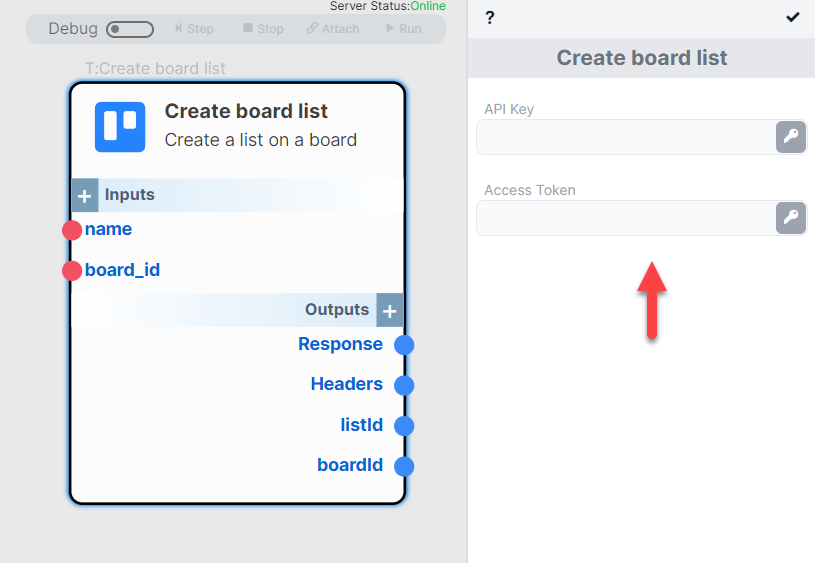 Server Status:Online
Debug
Step
Stop
Attach
Run
T:Create board list
Create board list
Create a list on a board
+ Inputs
name
board_id
Outputs +
Response
Headers
listId
boardId
?
Create board list
API Key
Access Token